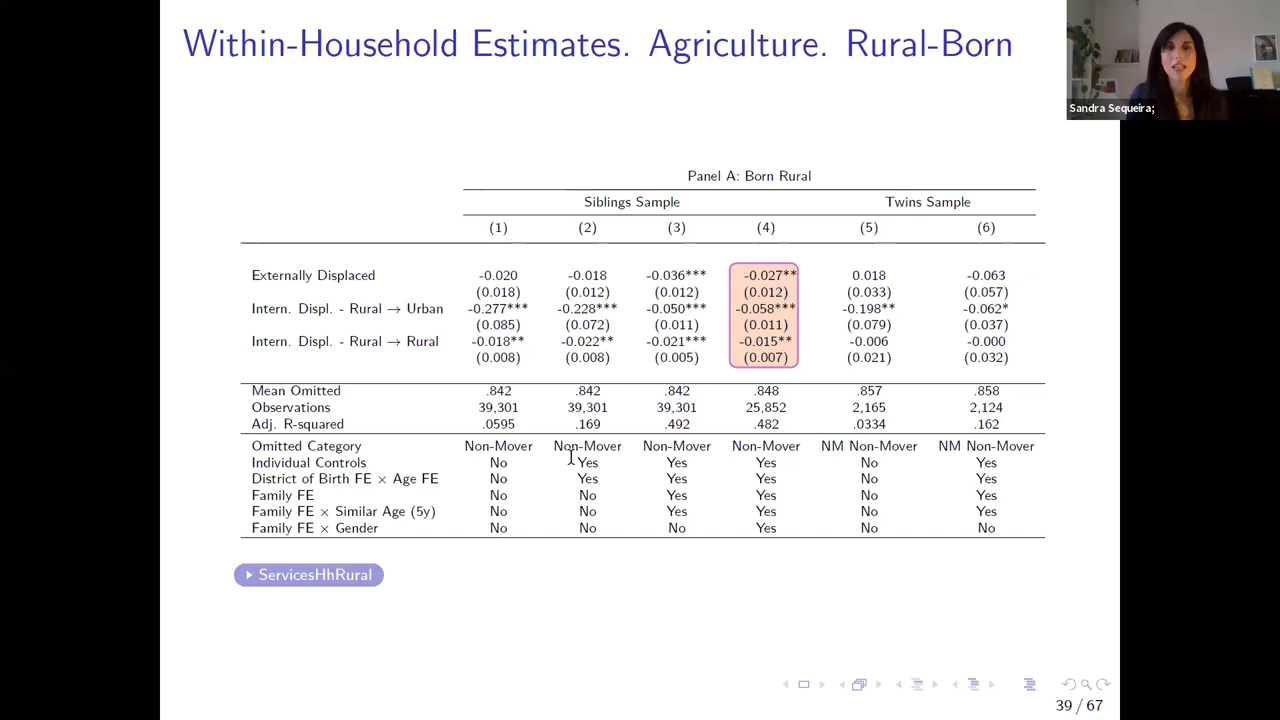 Within-Household Estimates. Agriculture. Rural-Born
Sandra Sequeira;
Panel A: Born Rural
Siblings Sample Twins Sample
(1) (2) (3) (4) (5) (6)
Externally Displaced -0.020 -0.018 -0.036*** -0.027** 0.018 -0.063
(0.018) (0.012) (0.012) (0.012) (0.033) (0.057)
Intern. Displ. - Rural → Urban -0.277*** -0.228*** -0.050*** -0.058*** -0.198** -0.062*
(0.085) (0.072) (0.011) (0.011) (0.079) (0.037)
Intern. Displ. - Rural → Rural -0.018** -0.022** -0.021*** -0.015** -0.006 -0.000
(0.008) (0.008) (0.005) (0.007) (0.021) (0.032)
Mean Omitted .842 .842 .842 .848 .857 .858
Observations 39,301 39,301 39,301 25,852 2,165 2,124
Adj. R-squared .0595 .169 .492 .482 .0334 .162
Omitted Category Non-Mover Non-Mover Non-Mover Non-Mover NM Non-Mover NM Non-Mover
Individual Controls No Yes Yes Yes No Yes
District of Birth FE × Age FE No Yes Yes Yes No Yes
Family FE No No Yes Yes No Yes
Family FE × Similar Age (5y) No No Yes Yes No Yes
Family FE × Gender No No No Yes No No
ServicesHhRural
39 / 67